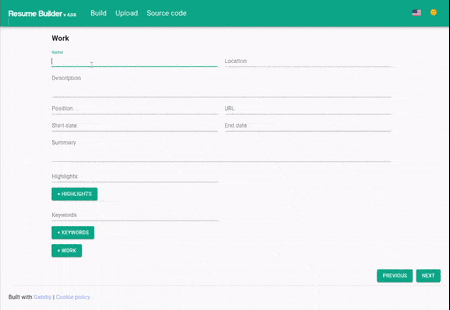 Resume Builder v 4.0.0 Build Upload Source code
Work
Name
Location
Description
Position
URL
Start date
End date
Summary
Highlights
+ HIGHLIGHTS
Keywords
+ KEYWORDS
+ WORK
PREVIOUS NEXT
Built with Gatsby | Cookie policy